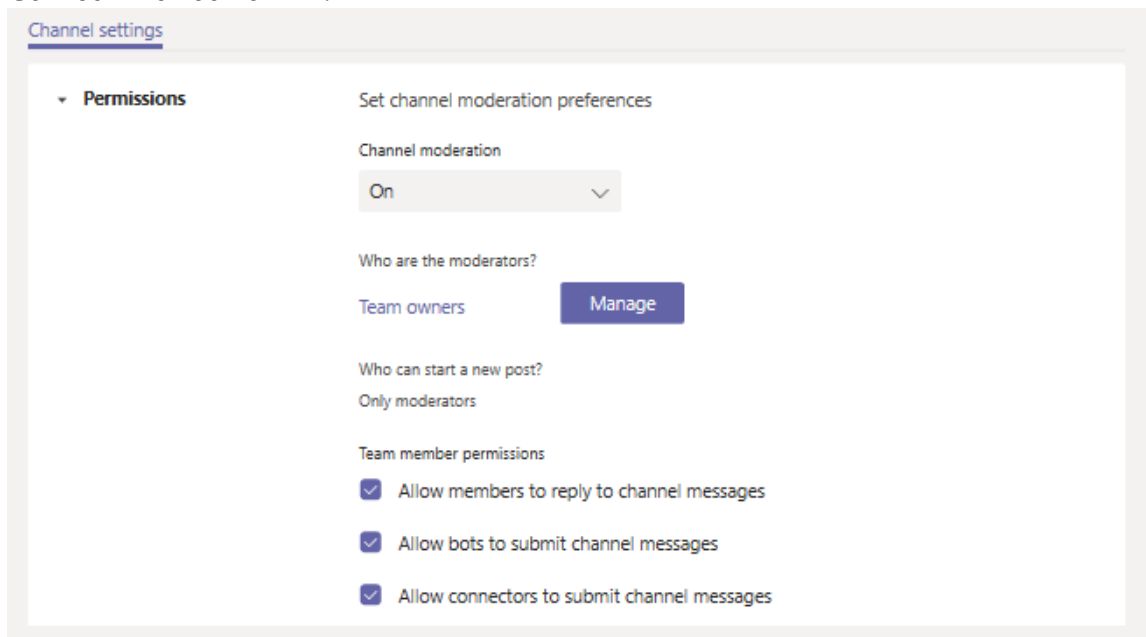 Channel settings
Permissions
Set channel moderation preferences
Channel moderation
On
Who are the moderators?
Team owners
Manage
Who can start a new post?
Only moderators
Team member permissions
Allow members to reply to channel messages
Allow bots to submit channel messages
Allow connectors to submit channel messages